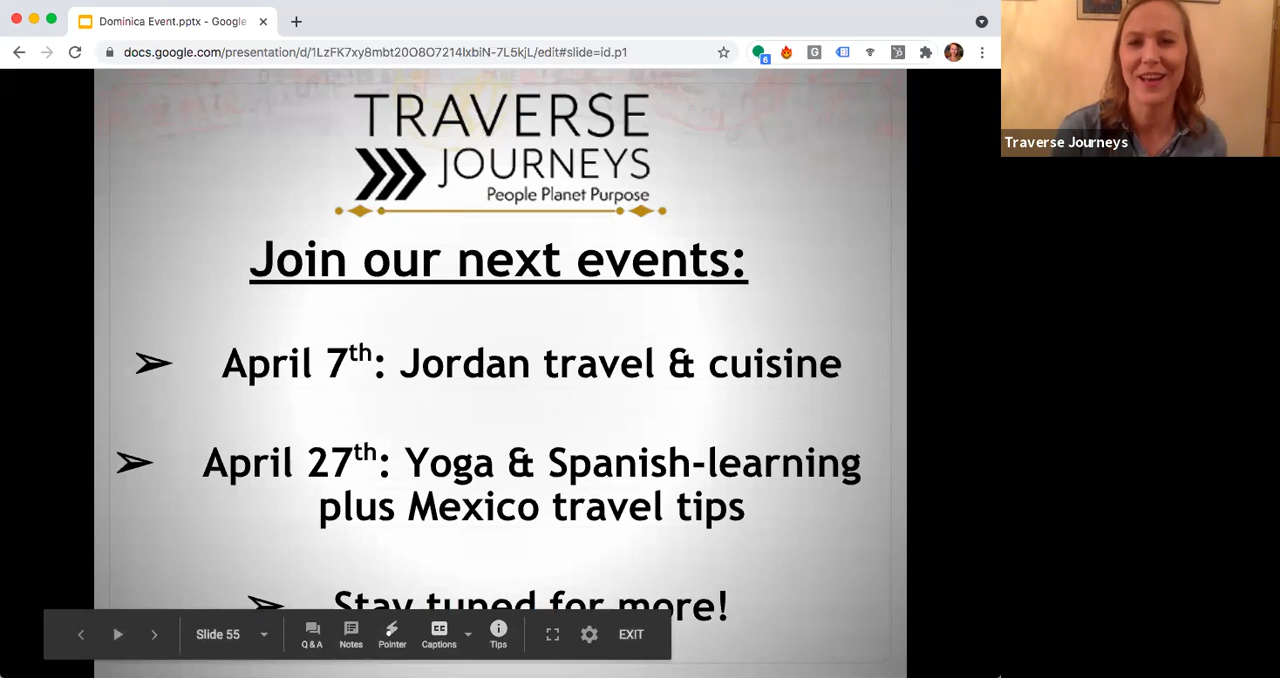 Dominica Event.pptx - Google
docs.google.com/presentation/d/1LzFK7xy8mbt20O8O7214IxbiN-7L5kjL/edit#slide=id.p1
6
G
TRAVERSE
JOURNEYS
People Planet Purpose
Traverse Journeys
Join our next events:
➢ April 7th: Jordan travel & cuisine
➢ April 27th: Yoga & Spanish-learning
plus Mexico travel tips
➢ Stay tuned for more!
Slide 55
Q & A
Notes
Pointer
CC
Captions
Tips
EXIT